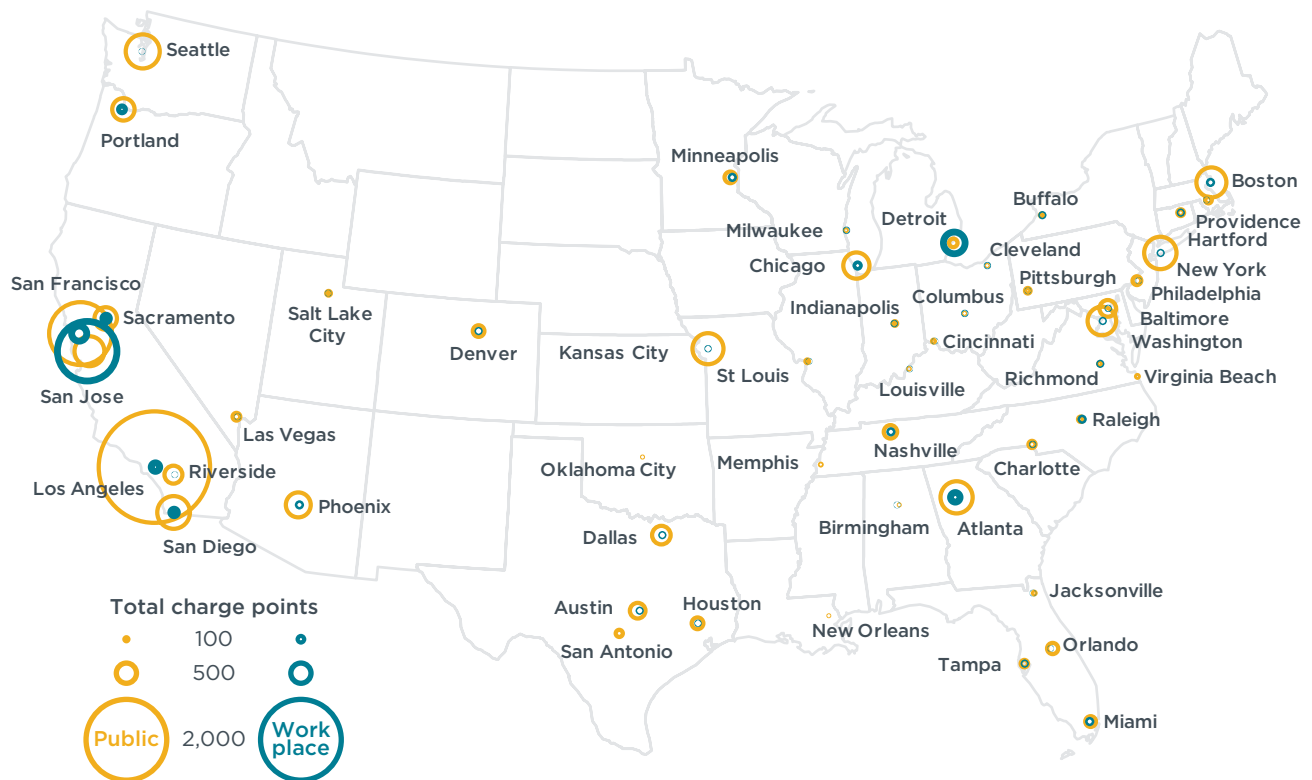 Seattle
Portland
Minneapolis
Boston
Buffalo
Detroit
Milwaukee
Providence
Hartford
Cleveland
Chicago
San Francisco
Pittsburgh
New York
Philadelphia
Indianapolis
Columbus
Salt Lake
City
Sacramento
Baltimore
Washington
Cincinnati
Denver
Kansas City
St Louis
Louisville
Richmond
Virginia Beach
San Jose
Las Vegas
Raleigh
Nashville
Riverside
Oklahoma City
Memphis
Charlotte
Los Angeles
Phoenix
Birmingham
Atlanta
Dallas
San Diego
Jacksonville
Austin
Houston
New Orleans
San Antonio
Orlando
Tampa
Miami
Total charge points
100
500
Public
2,000
Work
place